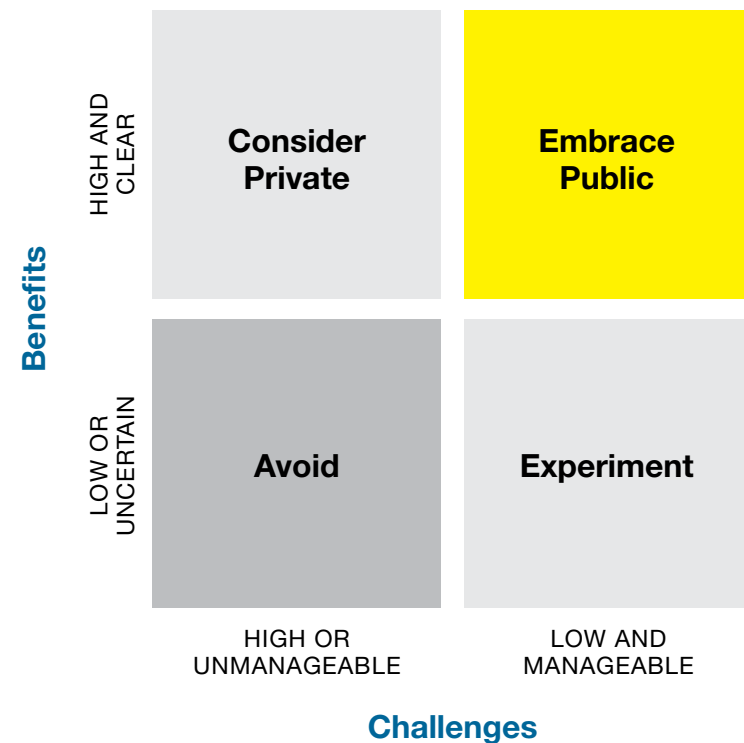 Benefits
HIGH AND
CLEAR
Consider
Private
Embrace
Public
LOW OR
UNCERTAIN
Avoid
Experiment
HIGH OR
UNMANAGEABLE
LOW AND
MANAGEABLE
Challenges